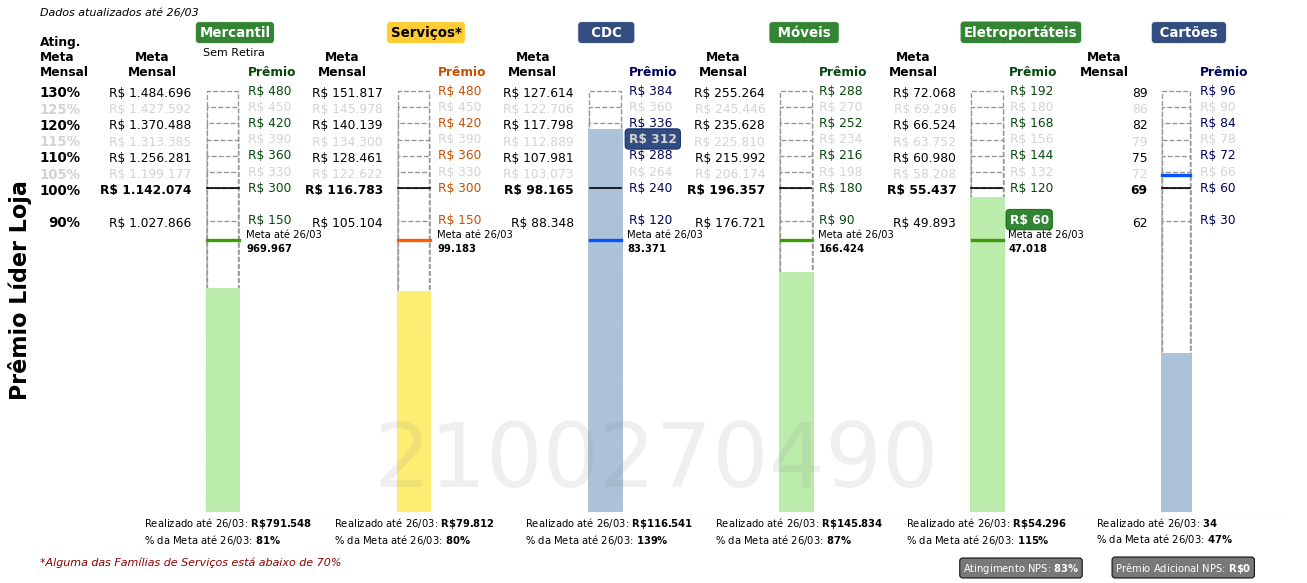 Dados atualizados até 26/03
Mercantil Serviços* CDC Móveis Eletroportáteis Cartões
Sem Retira
Ating. Meta Mensal
Meta Mensal Prêmio Meta Mensal Prêmio Meta Mensal Prêmio Meta Mensal Prêmio Meta Mensal Prêmio Meta Mensal Prêmio
130% R$ 1.484.696 R$ 480 R$ 151.817 R$ 480 R$ 127.614 R$ 384 R$ 255.264 R$ 288 R$ 72.068 R$ 192 89 R$ 96
125% R$ 1.427.592 R$ 450 R$ 145.978 R$ 450 R$ 122.706 R$ 360 R$ 245.446 R$ 270 R$ 69.296 R$ 180 86 R$ 90
120% R$ 1.370.488 R$ 420 R$ 140.139 R$ 420 R$ 117.798 R$ 336 R$ 235.628 R$ 252 R$ 66.524 R$ 168 82 R$ 84
115% R$ 1.313.385 R$ 390 R$ 134.300 R$ 390 R$ 112.889 R$ 312 R$ 225.810 R$ 234 R$ 63.752 R$ 156 79 R$ 78
110% R$ 1.256.281 R$ 360 R$ 128.461 R$ 360 R$ 107.981 R$ 288 R$ 215.992 R$ 216 R$ 60.980 R$ 144 75 R$ 72
105% R$ 1.199.177 R$ 330 R$ 122.622 R$ 330 R$ 103.073 R$ 264 R$ 206.174 R$ 198 R$ 58.208 R$ 132 72 R$ 66
100% R$ 1.142.074 R$ 300 R$ 116.783 R$ 300 R$ 98.165 R$ 240 R$ 196.357 R$ 180 R$ 55.437 R$ 120 69 R$ 60
90% R$ 1.027.866 R$ 150 R$ 105.104 R$ 150 R$ 88.348 R$ 120 R$ 176.721 R$ 90 R$ 49.893 R$ 60 62 R$ 30
Meta até 26/03 Meta até 26/03 Meta até 26/03 Meta até 26/03 Meta até 26/03
969.967 99.183 83.371 166.424 47.018
Prêmio Líder Loja
2100270490
Realizado até 26/03: R$791.548 Realizado até 26/03: R$79.812 Realizado até 26/03: R$116.541 Realizado até 26/03: R$145.834 Realizado até 26/03: R$54.296 Realizado até 26/03: 34
% da Meta até 26/03: 81% % da Meta até 26/03: 80% % da Meta até 26/03: 139% % da Meta até 26/03: 87% % da Meta até 26/03: 115% % da Meta até 26/03: 47%
*Alguma das Famílias de Serviços está abaixo de 70%
Atingimento NPS: 83% Prêmio Adicional NPS: R$0